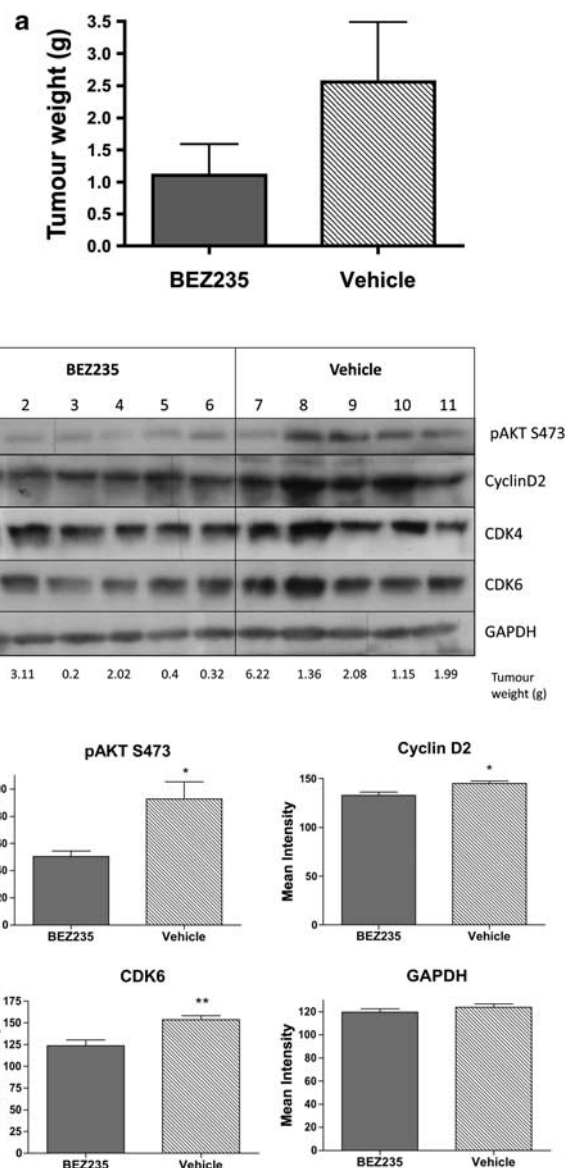 a
Tumour weight (g)
3.5
3.0
2.5
2.0
1.5
1.0
0.5
0.0
BEZ235 Vehicle
BEZ235 Vehicle
2 3 4 5 6 7 8 9 10 11
pAKT S473
CyclinD2
CDK4
CDK6
GAPDH
3.11 0.2 2.02 0.4 0.32 6.22 1.36 2.08 1.15 1.99 Tumour
weight (g)
pAKT S473
*
80
60
40
20
0
BEZ235 Vehicle
Cyclin D2
*
Mean Intensity
150
100
50
0
BEZ235 Vehicle
CDK6
**
175
150
125
100
75
50
25
0
BEZ235 Vehicle
GAPDH
Mean Intensity
120
100
80
60
40
20
0
BEZ235 Vehicle